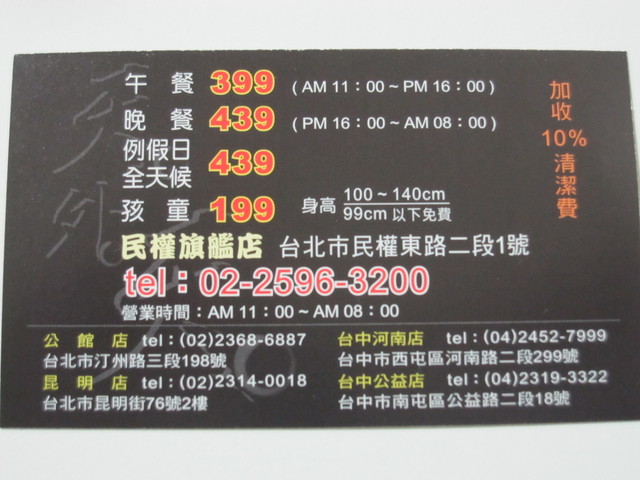 午餐 399 (AM 11：00 ~ PM 16：00)
晚餐 439 (PM 16：00 ~ AM 08：00)
例假日
全天候 439
孩童 199 身高 100 ~ 140cm
99cm 以下免費
加收10%清潔費
民權旗艦店 台北市民權東路二段1號
tel：02-2596-3200
營業時間：AM 11：00 ~ AM 08：00
公館店 tel：(02)2368-6887
台北市汀州路三段198號
昆明店 tel：(02)2314-0018
台北市昆明街76號2樓
台中河南店 tel：(04)2452-7999
台中市西屯區河南路二段299號
台中公益店 tel：(04)2319-3322
台中市南屯區公益路二段18號